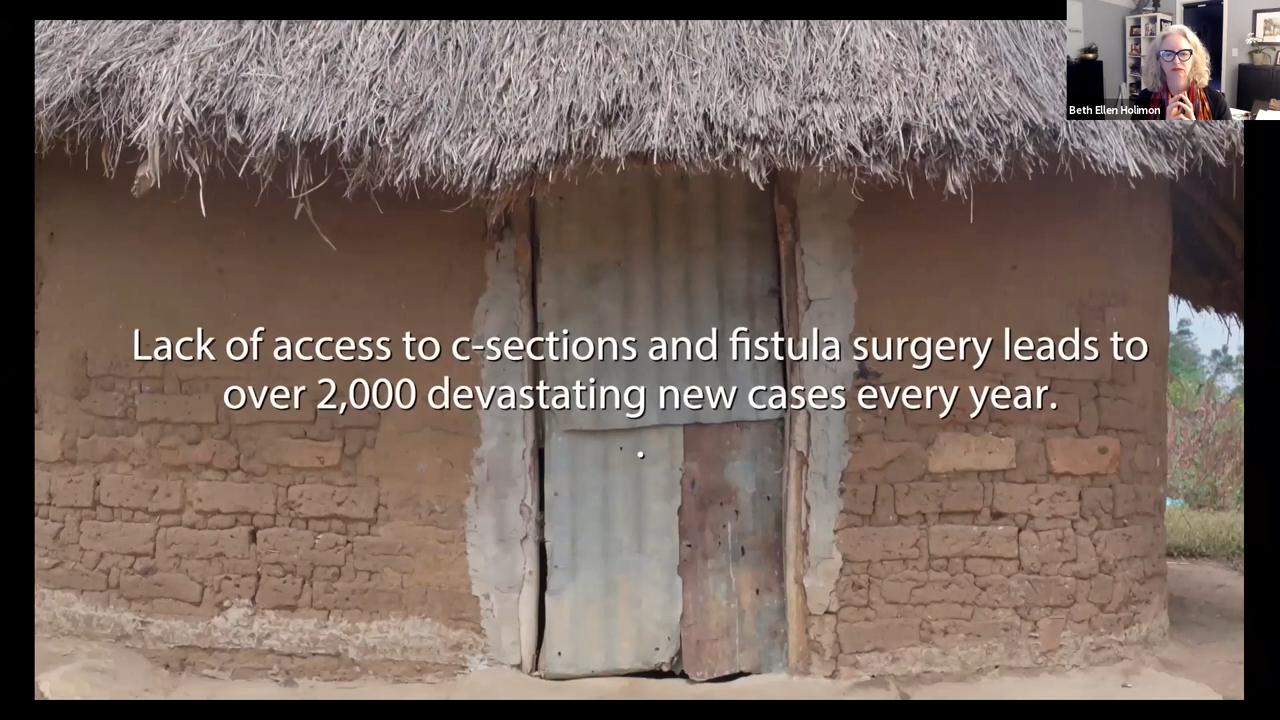 Beth Ellen Holimon
Lack of access to c-sections and fistula surgery leads to
over 2,000 devastating new cases every year.